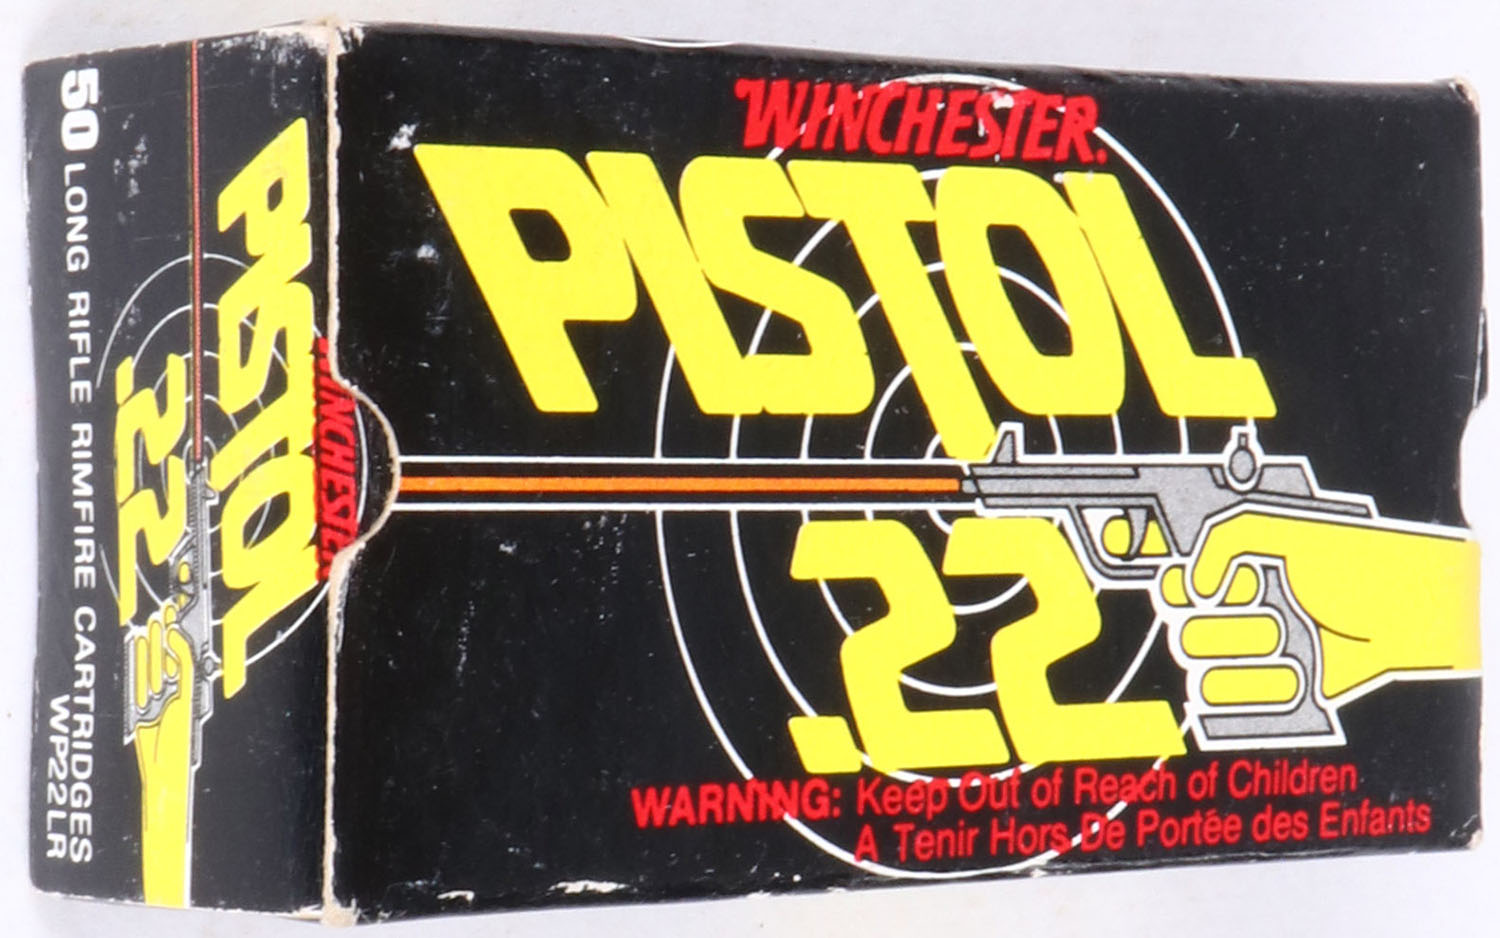 WINCHESTER.
PISTOL
.22
WARNING: Keep Out of Reach of Children
A Tenir Hors De Portée des Enfants
WINCHESTER
PISTOL
.22
50 LONG RIFLE RIMFIRE CARTRIDGES
WP22LR